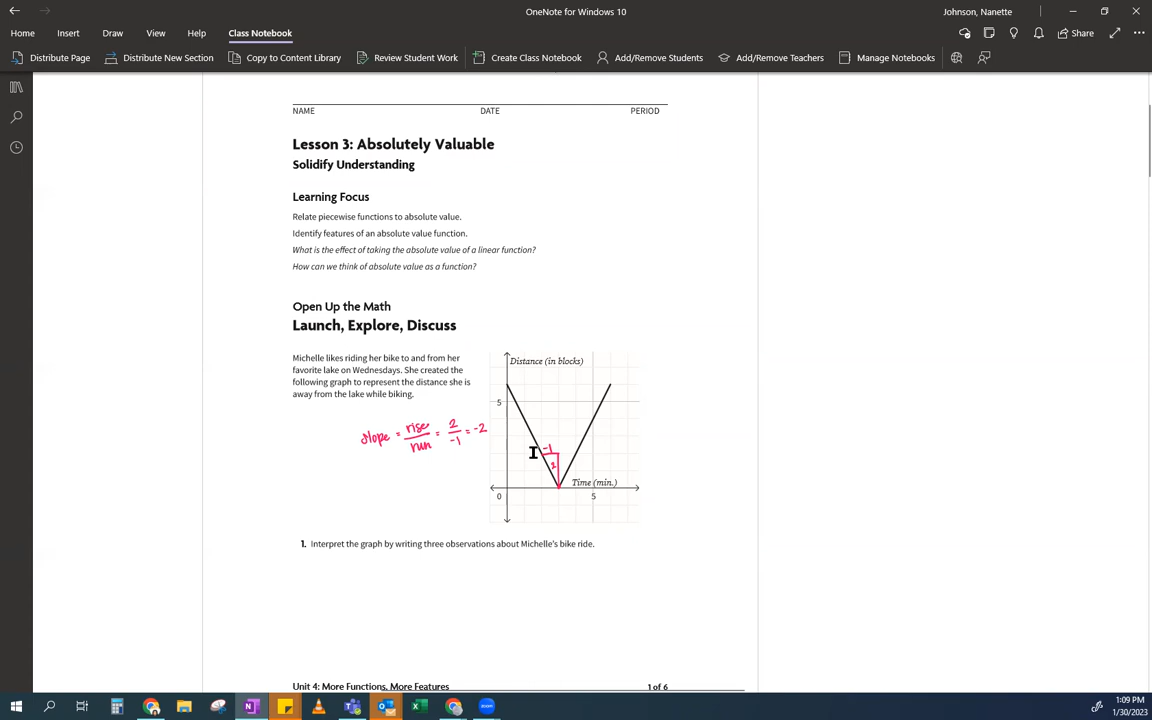 OneNote for Windows 10
Johnson, Nanette
Home Insert Draw View Help Class Notebook
Share
Distribute Page Distribute New Section Copy to Content Library Review Student Work Create Class Notebook Add/Remove Students Add/Remove Teachers Manage Notebooks
NAME DATE PERIOD
Lesson 3: Absolutely Valuable
Solidify Understanding
Learning Focus
Relate piecewise functions to absolute value.
Identify features of an absolute value function.
What is the effect of taking the absolute value of a linear function?
How can we think of absolute value as a function?
Open Up the Math
Launch, Explore, Discuss
Michelle likes riding her bike to and from her
favorite lake on Wednesdays. She created the
following graph to represent the distance she is
away from the lake while biking.
Distance (in blocks)
5
slope = rise/run = 2/-1 = -2
-1
2
Time (min.)
0 5
1. Interpret the graph by writing three observations about Michelle's bike ride.
Unit 4: More Functions, More Features 1 of 6
1:09 PM
1/30/2023